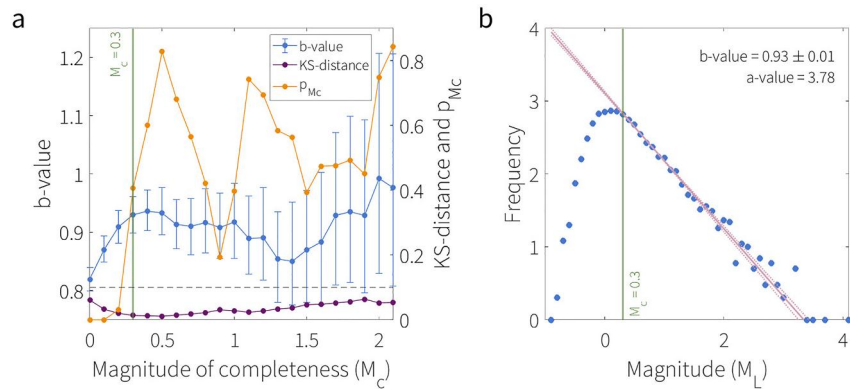 a
b-value
KS-distance
p_Mc
M_c = 0.3
1.2
1.1
1
0.9
0.8
b-value
0.8
0.6
0.4
0.2
0
KS-distance and p_Mc
0
0.5
1
1.5
2
Magnitude of completeness (M_c)
b
b-value = 0.93 ± 0.01
a-value = 3.78
M_c = 0.3
4
3
2
1
0
Frequency
0
2
4
Magnitude (M_L)